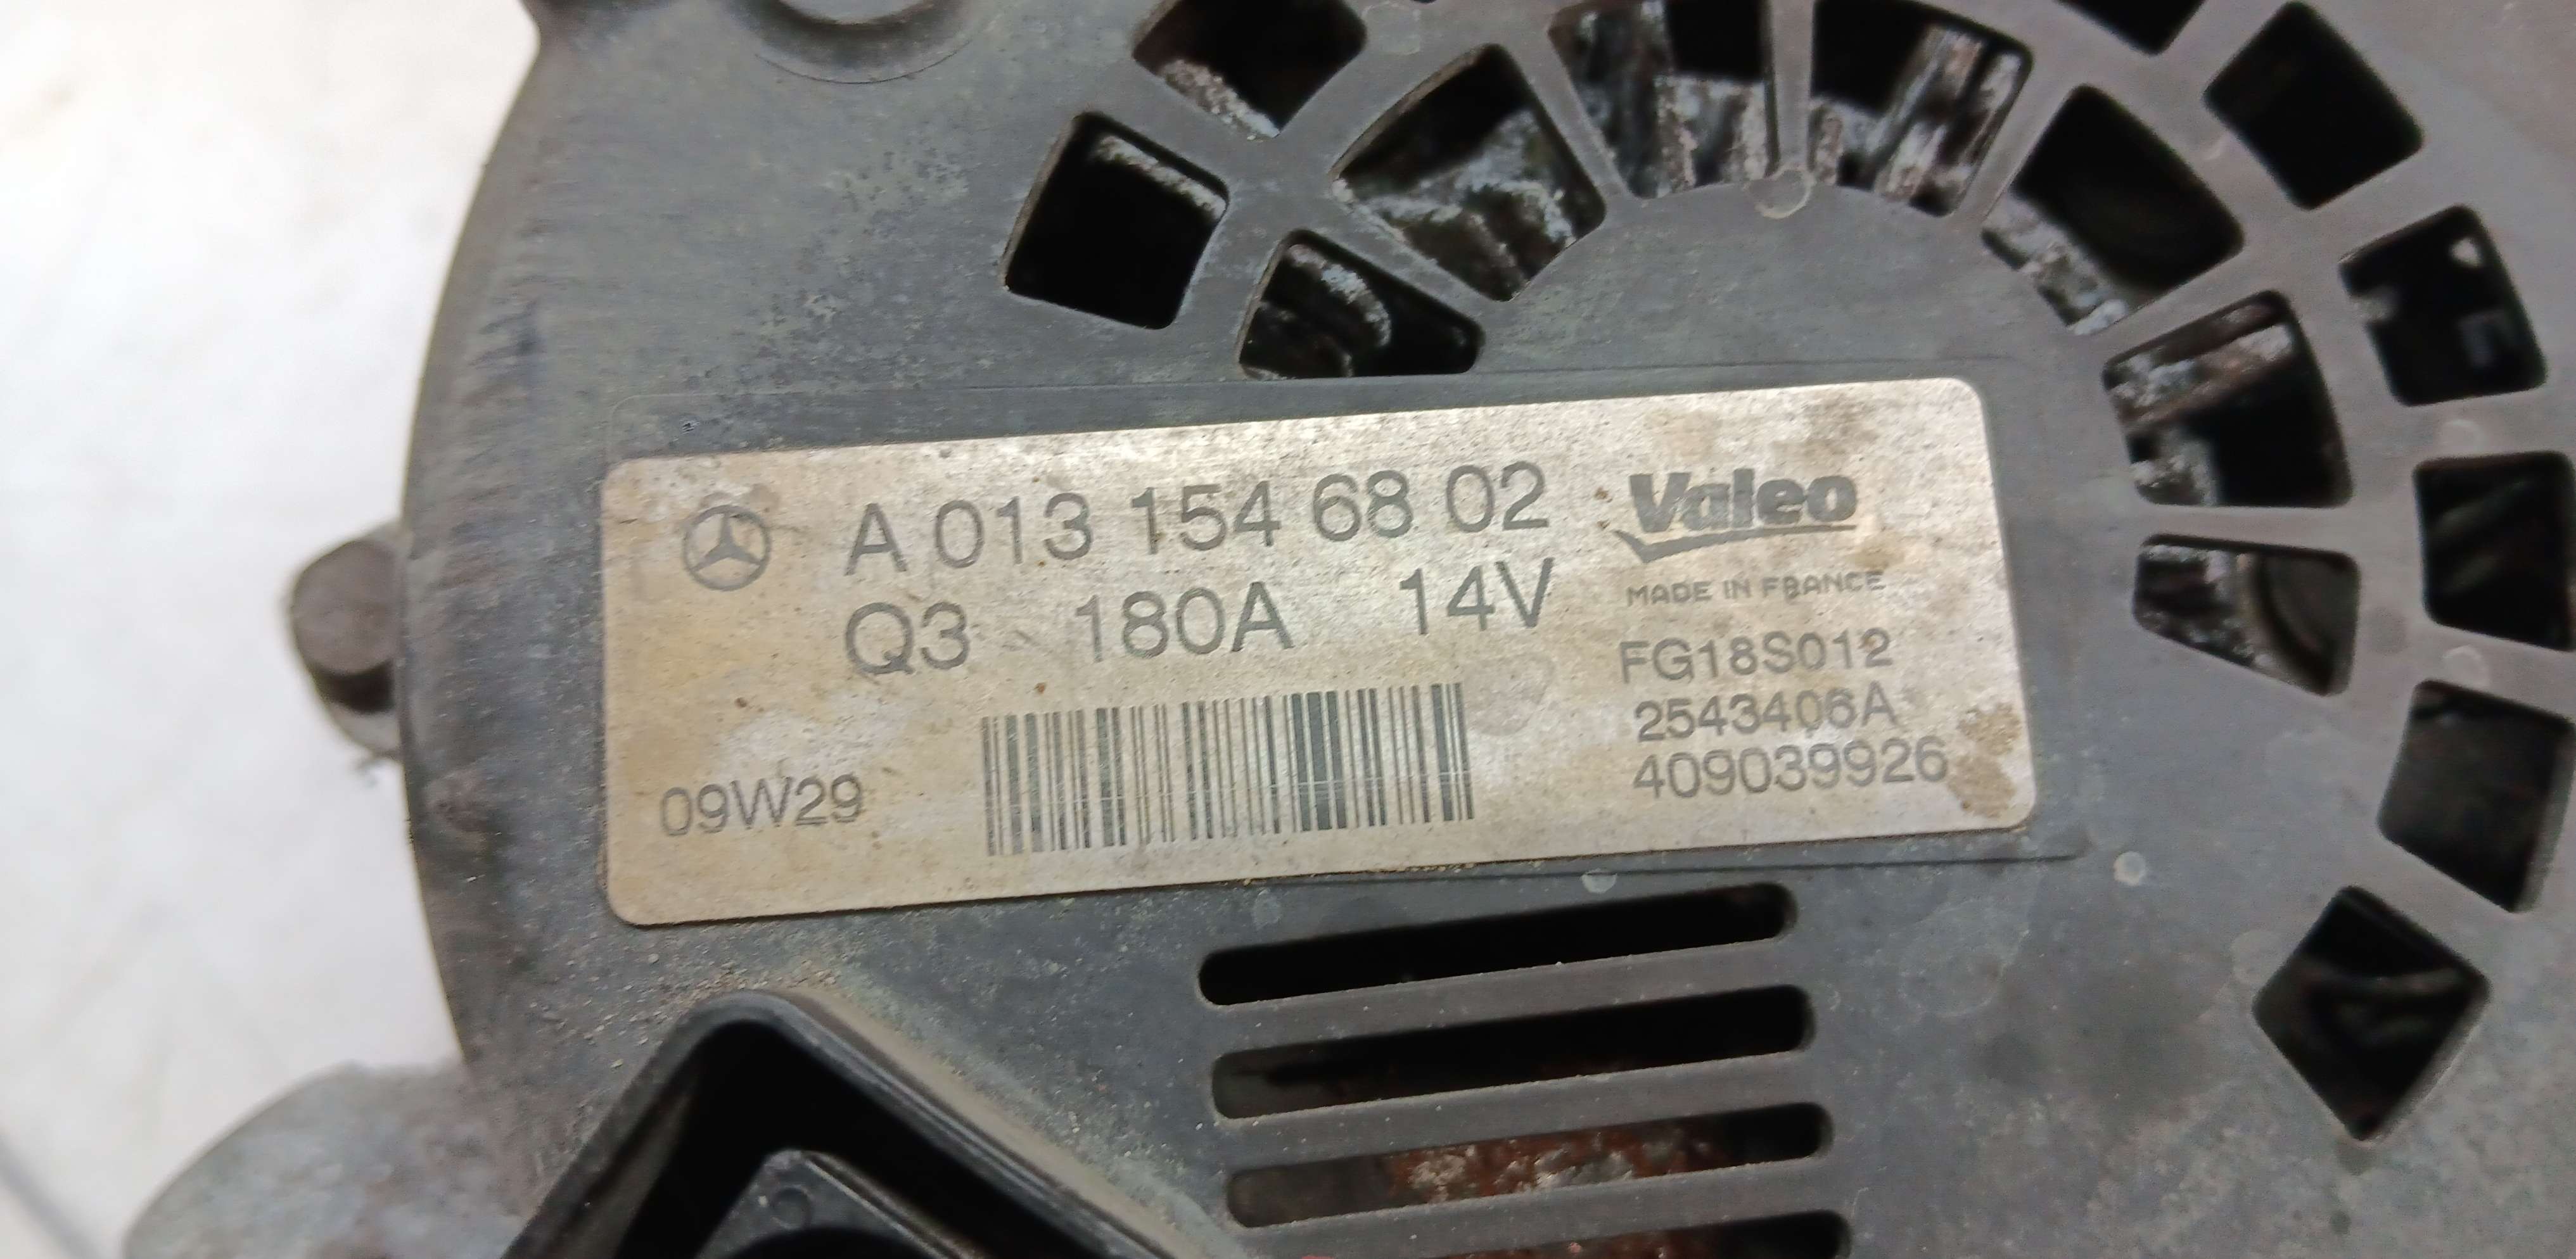 A 013 154 68 02
Q3 180A 14V
Valeo
MADE IN FRANCE
FG18S012
2543406A
409039926
09W29